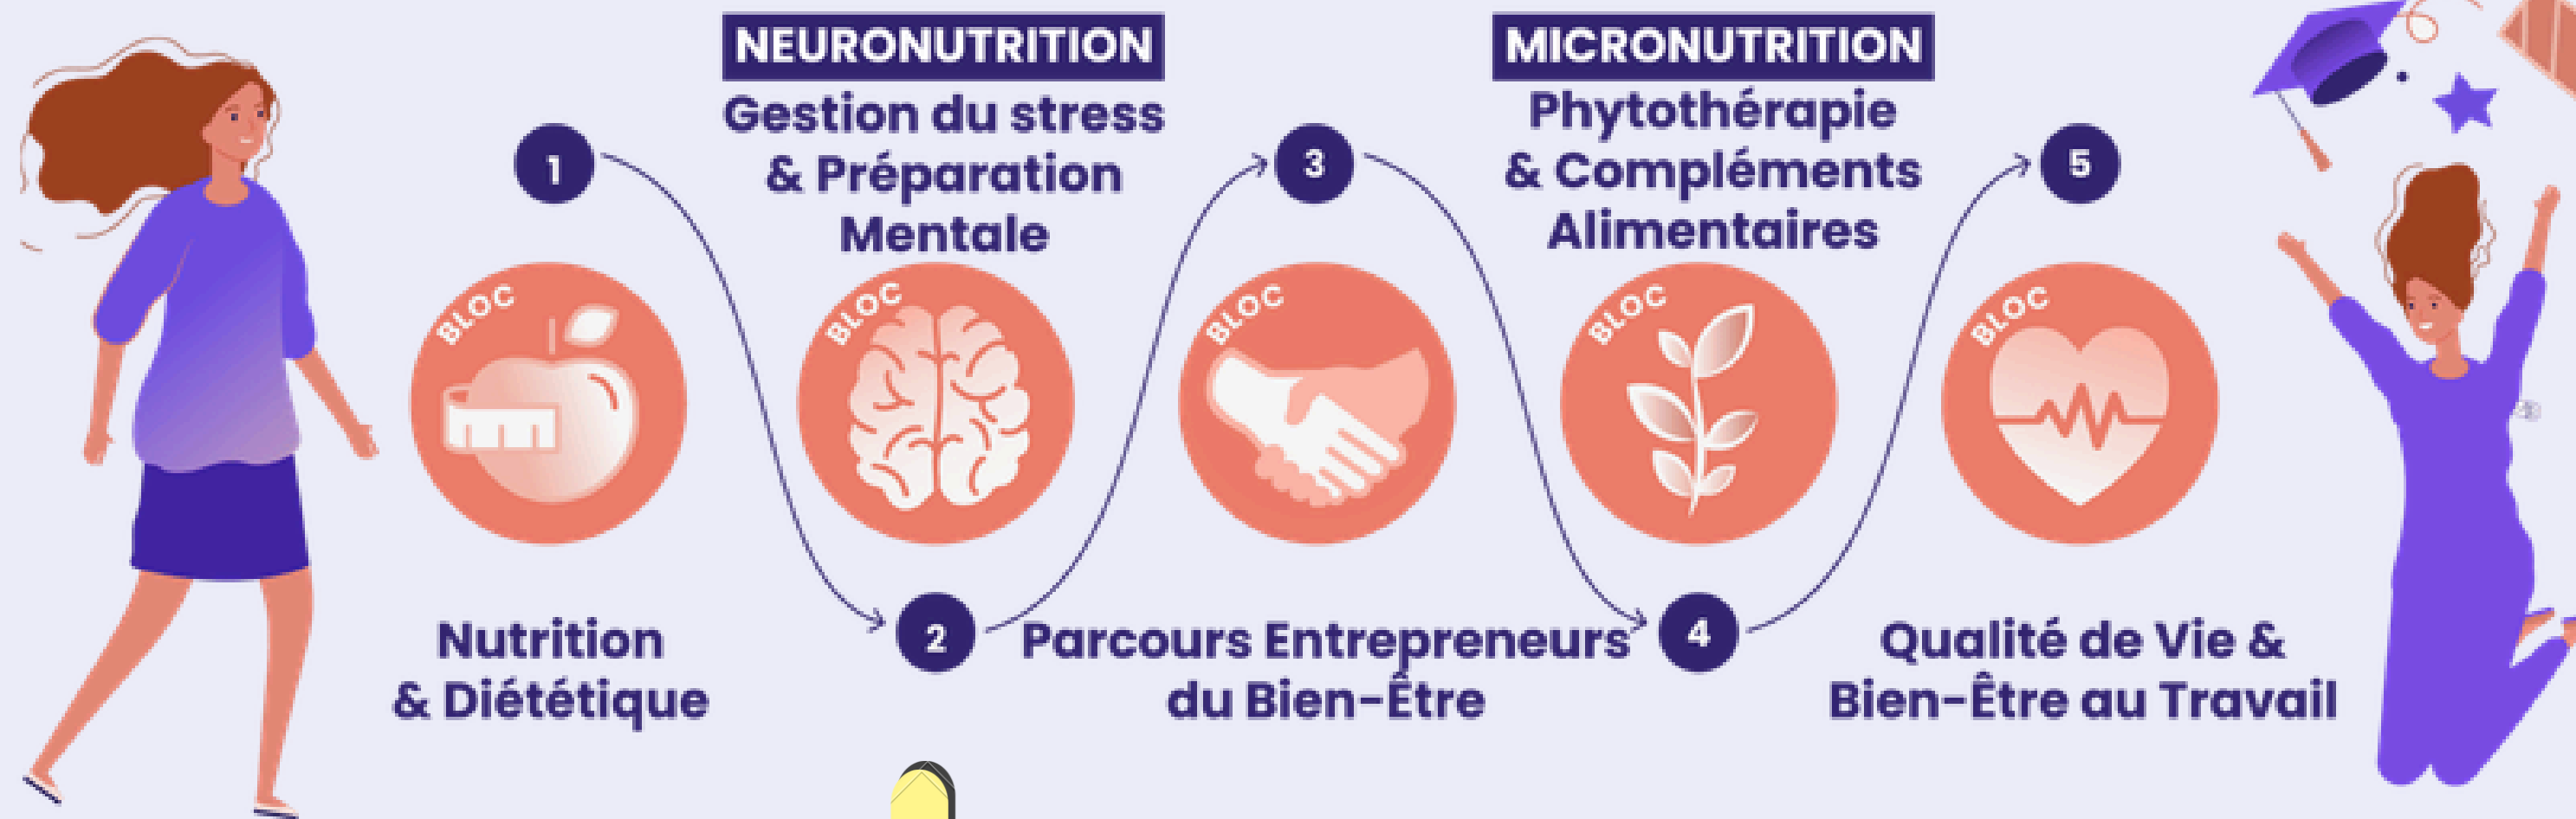 1
BLOC
Nutrition
& Diététique
NEURONUTRITION
Gestion du stress
& Préparation
Mentale
BLOC
2
3
BLOC
Parcours Entrepreneurs
du Bien-Être
MICRONUTRITION
Phytothérapie
& Compléments
Alimentaires
BLOC
4
5
BLOC
Qualité de Vie &
Bien-Être au Travail